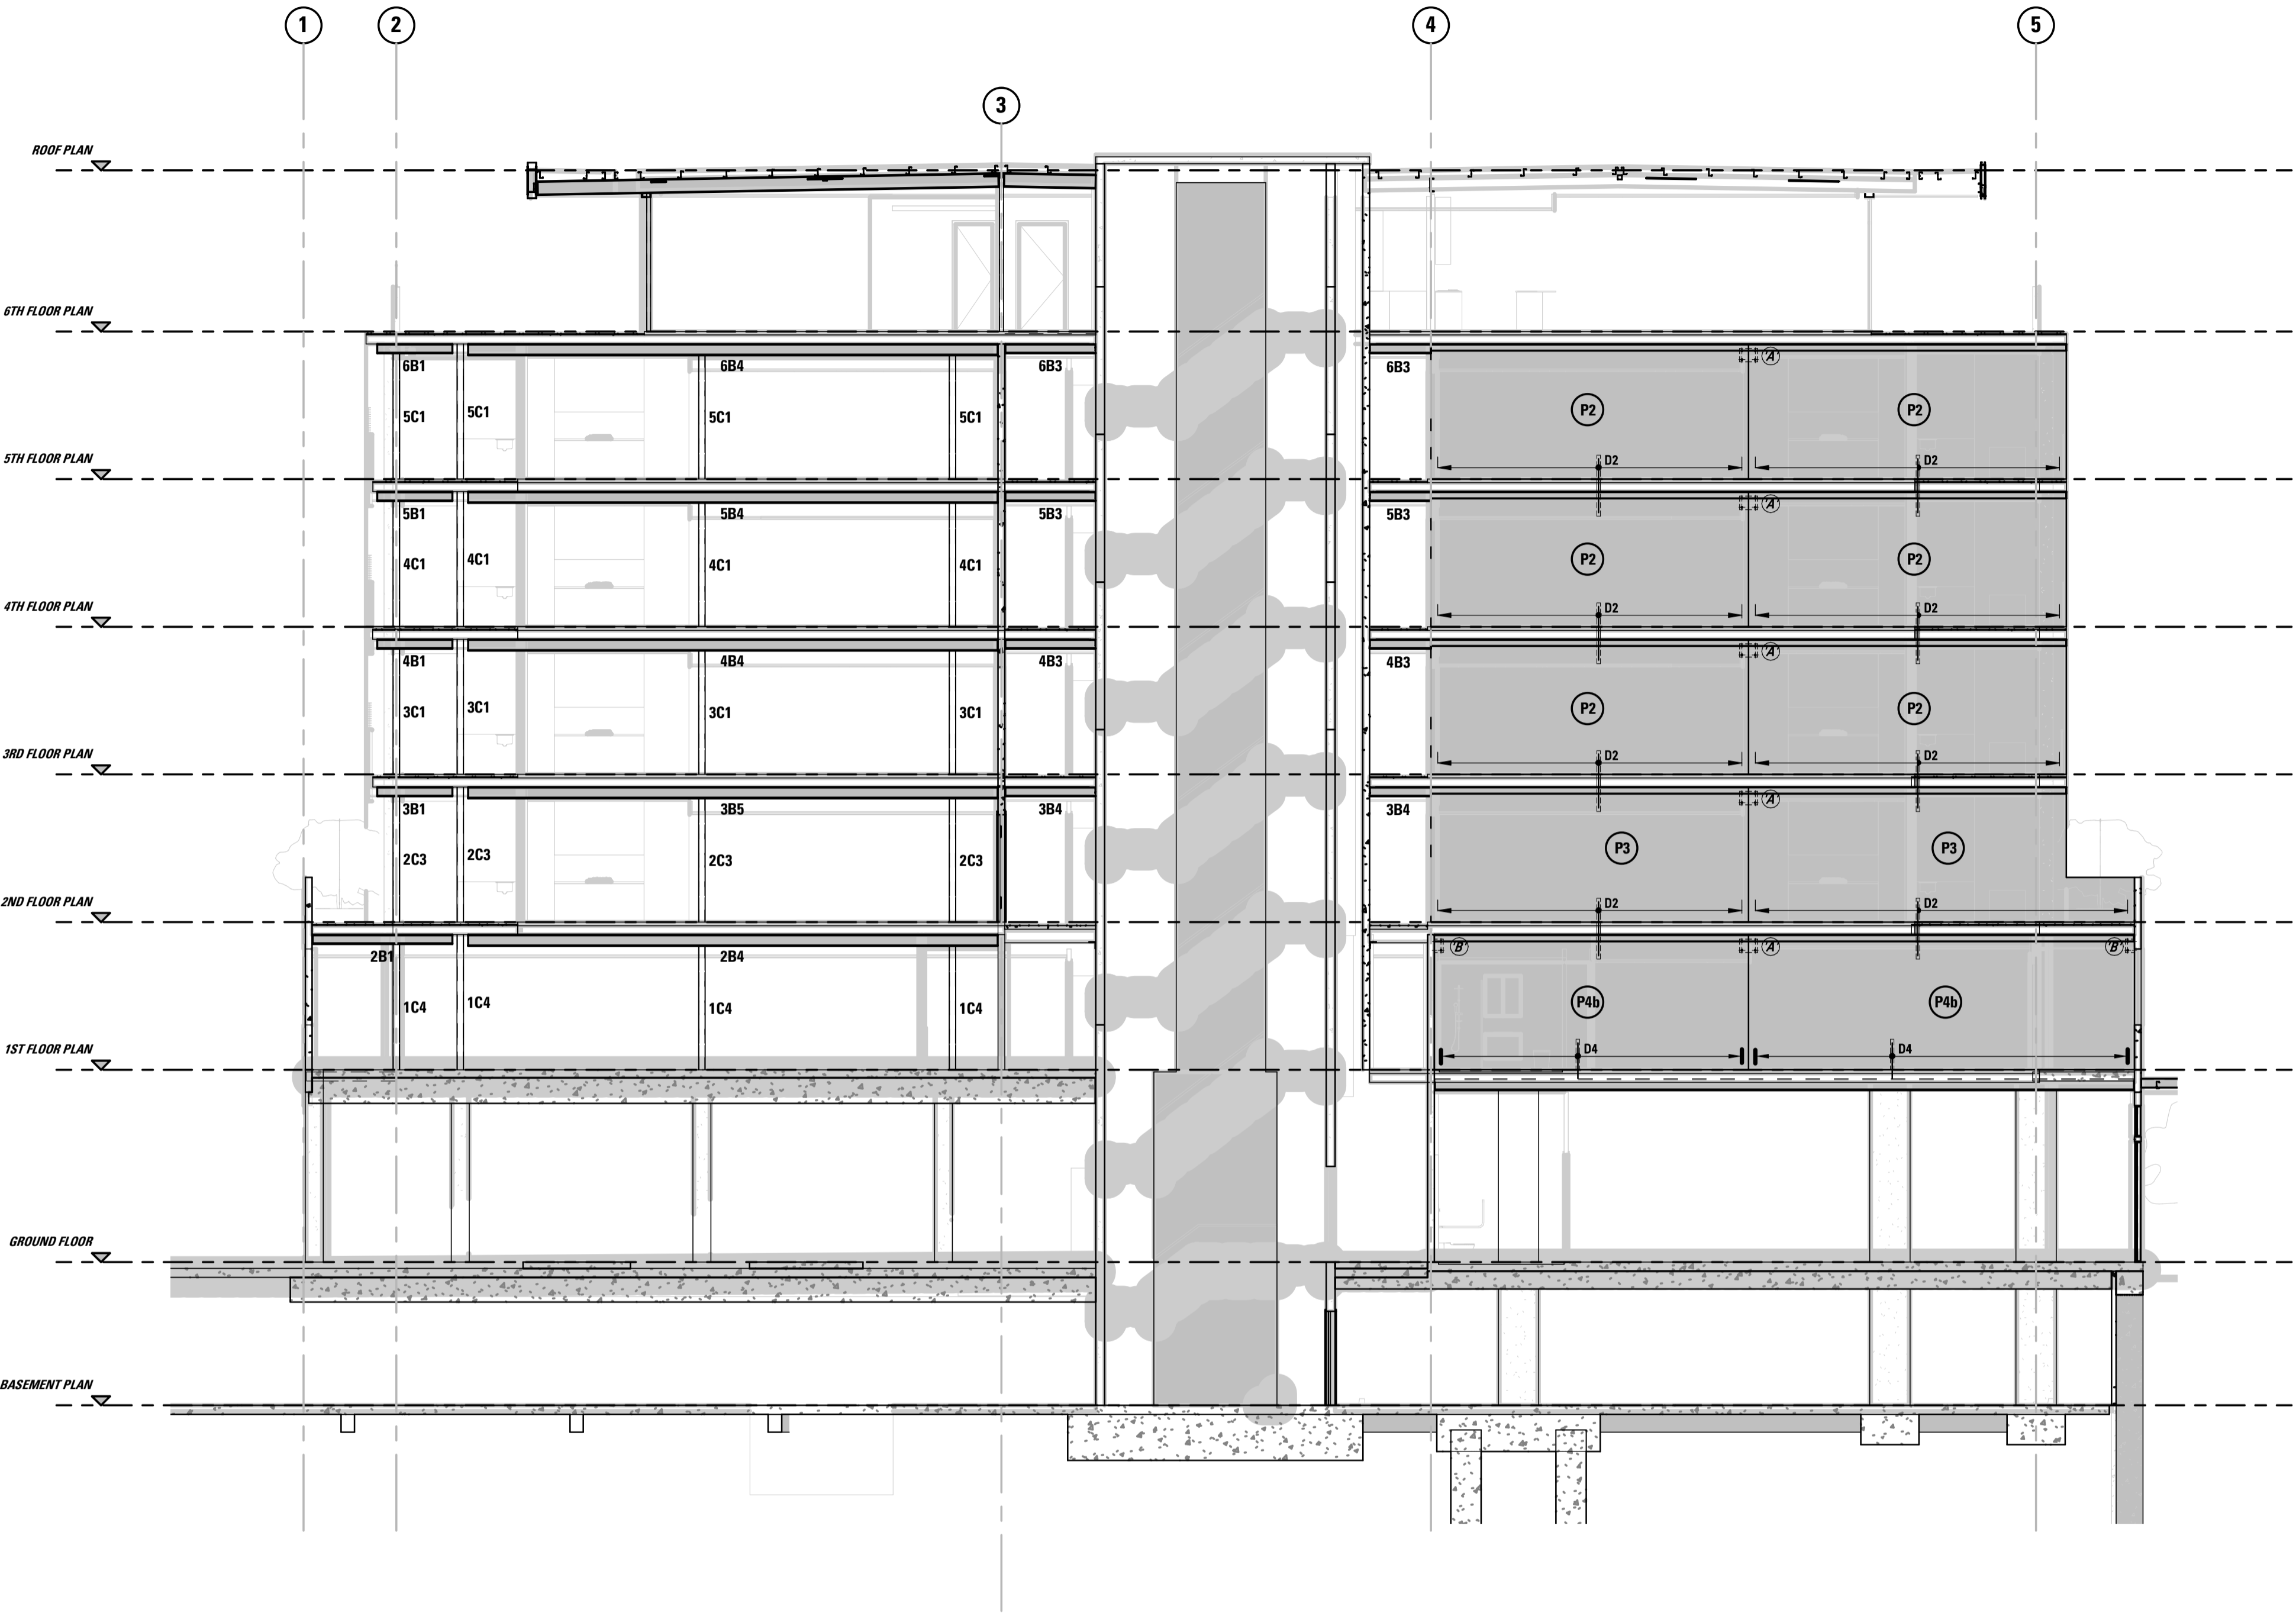 1 2 4 5
3
ROOF PLAN
6TH FLOOR PLAN
6B1 6B4 6B3 6B3 'A'
5C1 5C1 5C1 5C1 P2 P2
5TH FLOOR PLAN D2 D2
5B1 5B4 5B3 5B3 'A'
4C1 4C1 4C1 4C1 P2 P2
4TH FLOOR PLAN D2 D2
4B1 4B4 4B3 4B3 'A'
3C1 3C1 3C1 3C1 P2 P2
3RD FLOOR PLAN D2 D2
3B1 3B5 3B4 3B4 'A'
2C3 2C3 2C3 2C3 P3 P3
2ND FLOOR PLAN D2 D2
2B1 2B4 'B' 'A' 'B'
1C4 1C4 1C4 1C4 P4b P4b
1ST FLOOR PLAN D4 D4
GROUND FLOOR
BASEMENT PLAN